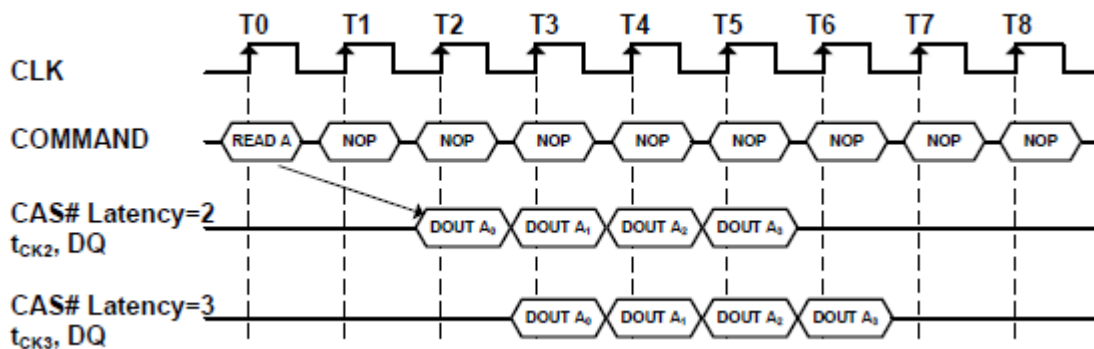 T0 T1 T2 T3 T4 T5 T6 T7 T8
CLK
COMMAND READ A NOP NOP NOP NOP NOP NOP NOP NOP
CAS# Latency=2
tCK2, DQ DOUT A0 DOUT A1 DOUT A2 DOUT A3
CAS# Latency=3
tCK3, DQ DOUT A0 DOUT A1 DOUT A2 DOUT A3